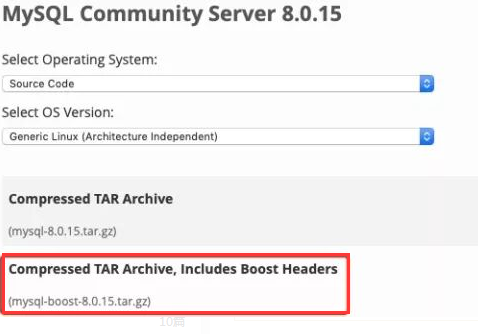 MySQL Community Server 8.0.15
Select Operating System:
Source Code
Select OS Version:
Generic Linux (Architecture Independent)
Compressed TAR Archive
(mysql-8.0.15.tar.gz)
Compressed TAR Archive, Includes Boost Headers
(mysql-boost-8.0.15.tar.gz)